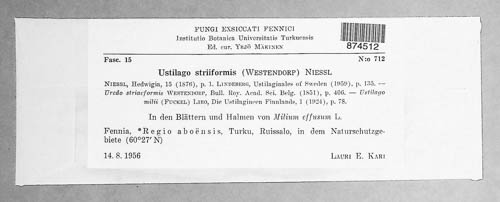 FUNGI EXSICCATI FENNICI
Institutio Botanica Universitatis Turkuensis
Ed. cur. YRJÖ MÄKINEN
874512
Fasc. 15
N:o 712
Ustilago striiformis (WESTENDORP) NIESSL
NIESSL, Hedwigia, 15 (1876), p. 1. LINDEBERG, Ustilaginales of Sweden (1959), p. 135. —
Uredo striaeformis WESTENDORP, Bull. Roy. Acad. Sci. Belg. (1851), p. 406. — Ustilago
milii (FUCKEL) LIRO, Die Ustilagineen Finnlands, 1 (1924), p. 78.
In den Blättern und Halmen von Milium effusum L.
Fennia, *Regio aboënsis, Turku, Ruissalo, in dem Naturschutzge-
biete (60°27′ N)
14. 8. 1956
LAURI E. KARI